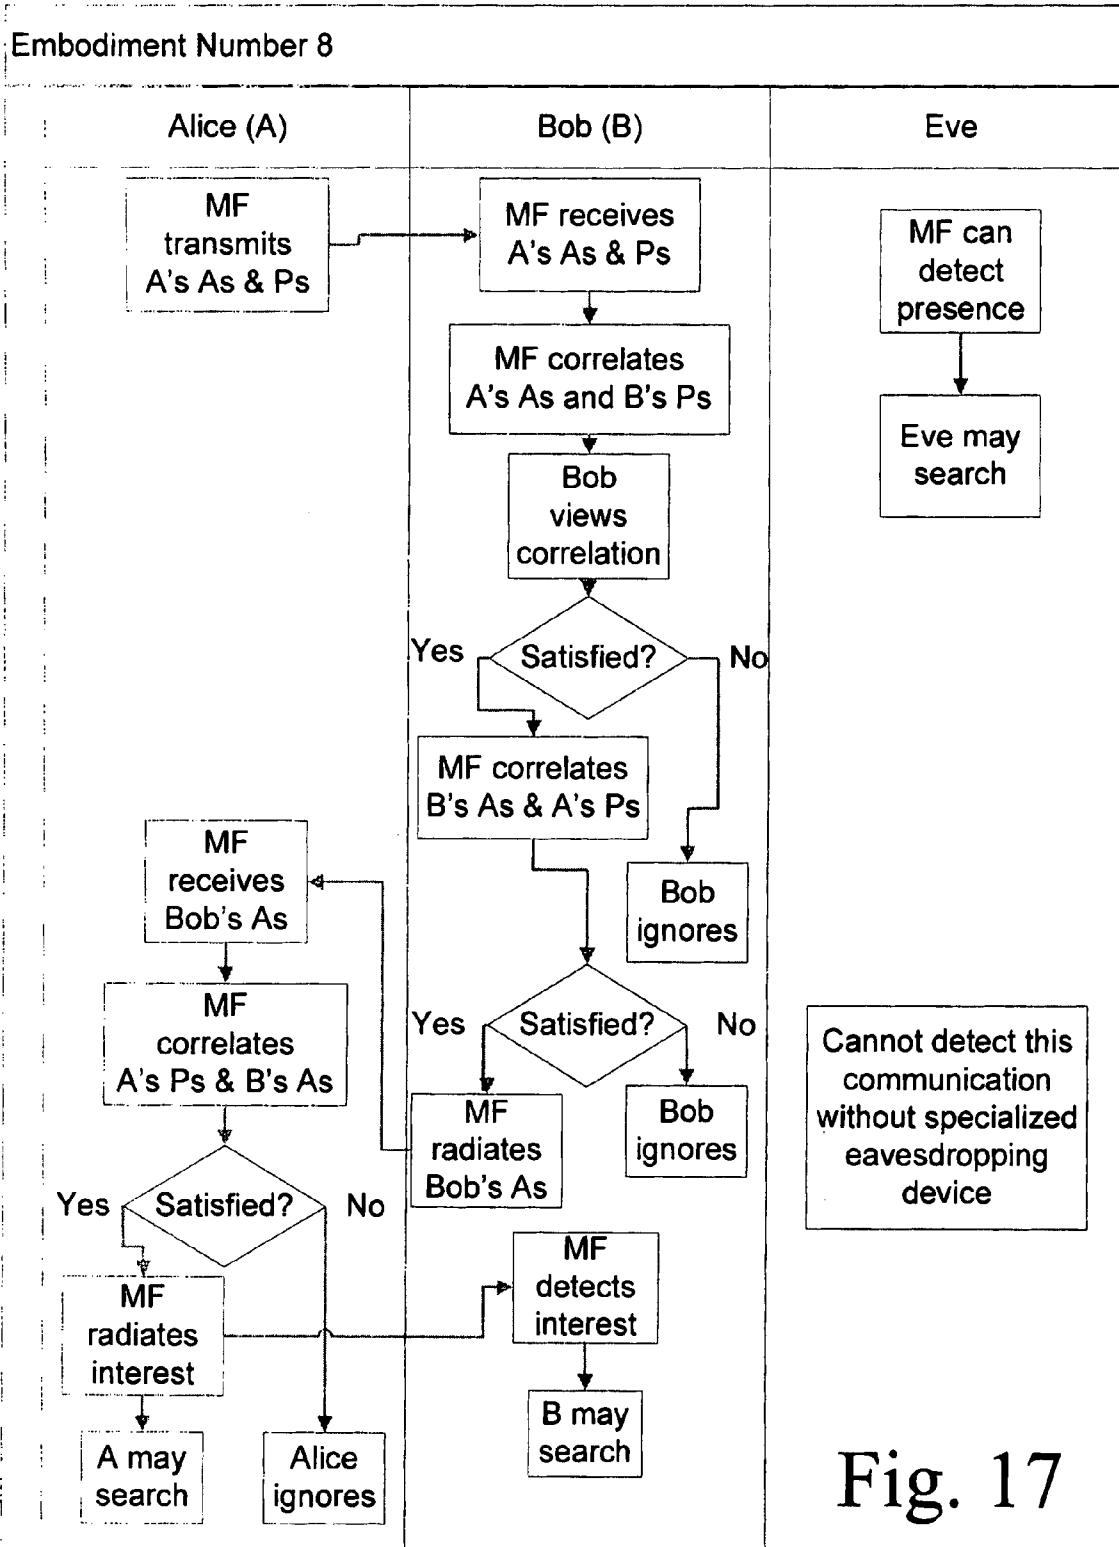 Embodiment Number 8
Alice (A)
Bob (B)
Eve
MF
transmits
A's As & Ps
MF receives
A's As & Ps
MF can
detect
presence
MF correlates
A's As and B's Ps
Eve may
search
Bob
views
correlation
Yes
Satisfied?
No
MF correlates
B's As & A's Ps
Bob
ignores
MF
receives
Bob's As
MF
correlates
A's Ps & B's As
Yes
Satisfied?
No
Cannot detect this
communication
without specialized
eavesdropping
device
MF
radiates
Bob's As
Bob
ignores
Yes
Satisfied?
No
MF
radiates
interest
MF
detects
interest
A may
search
Alice
ignores
B may
search
Fig. 17